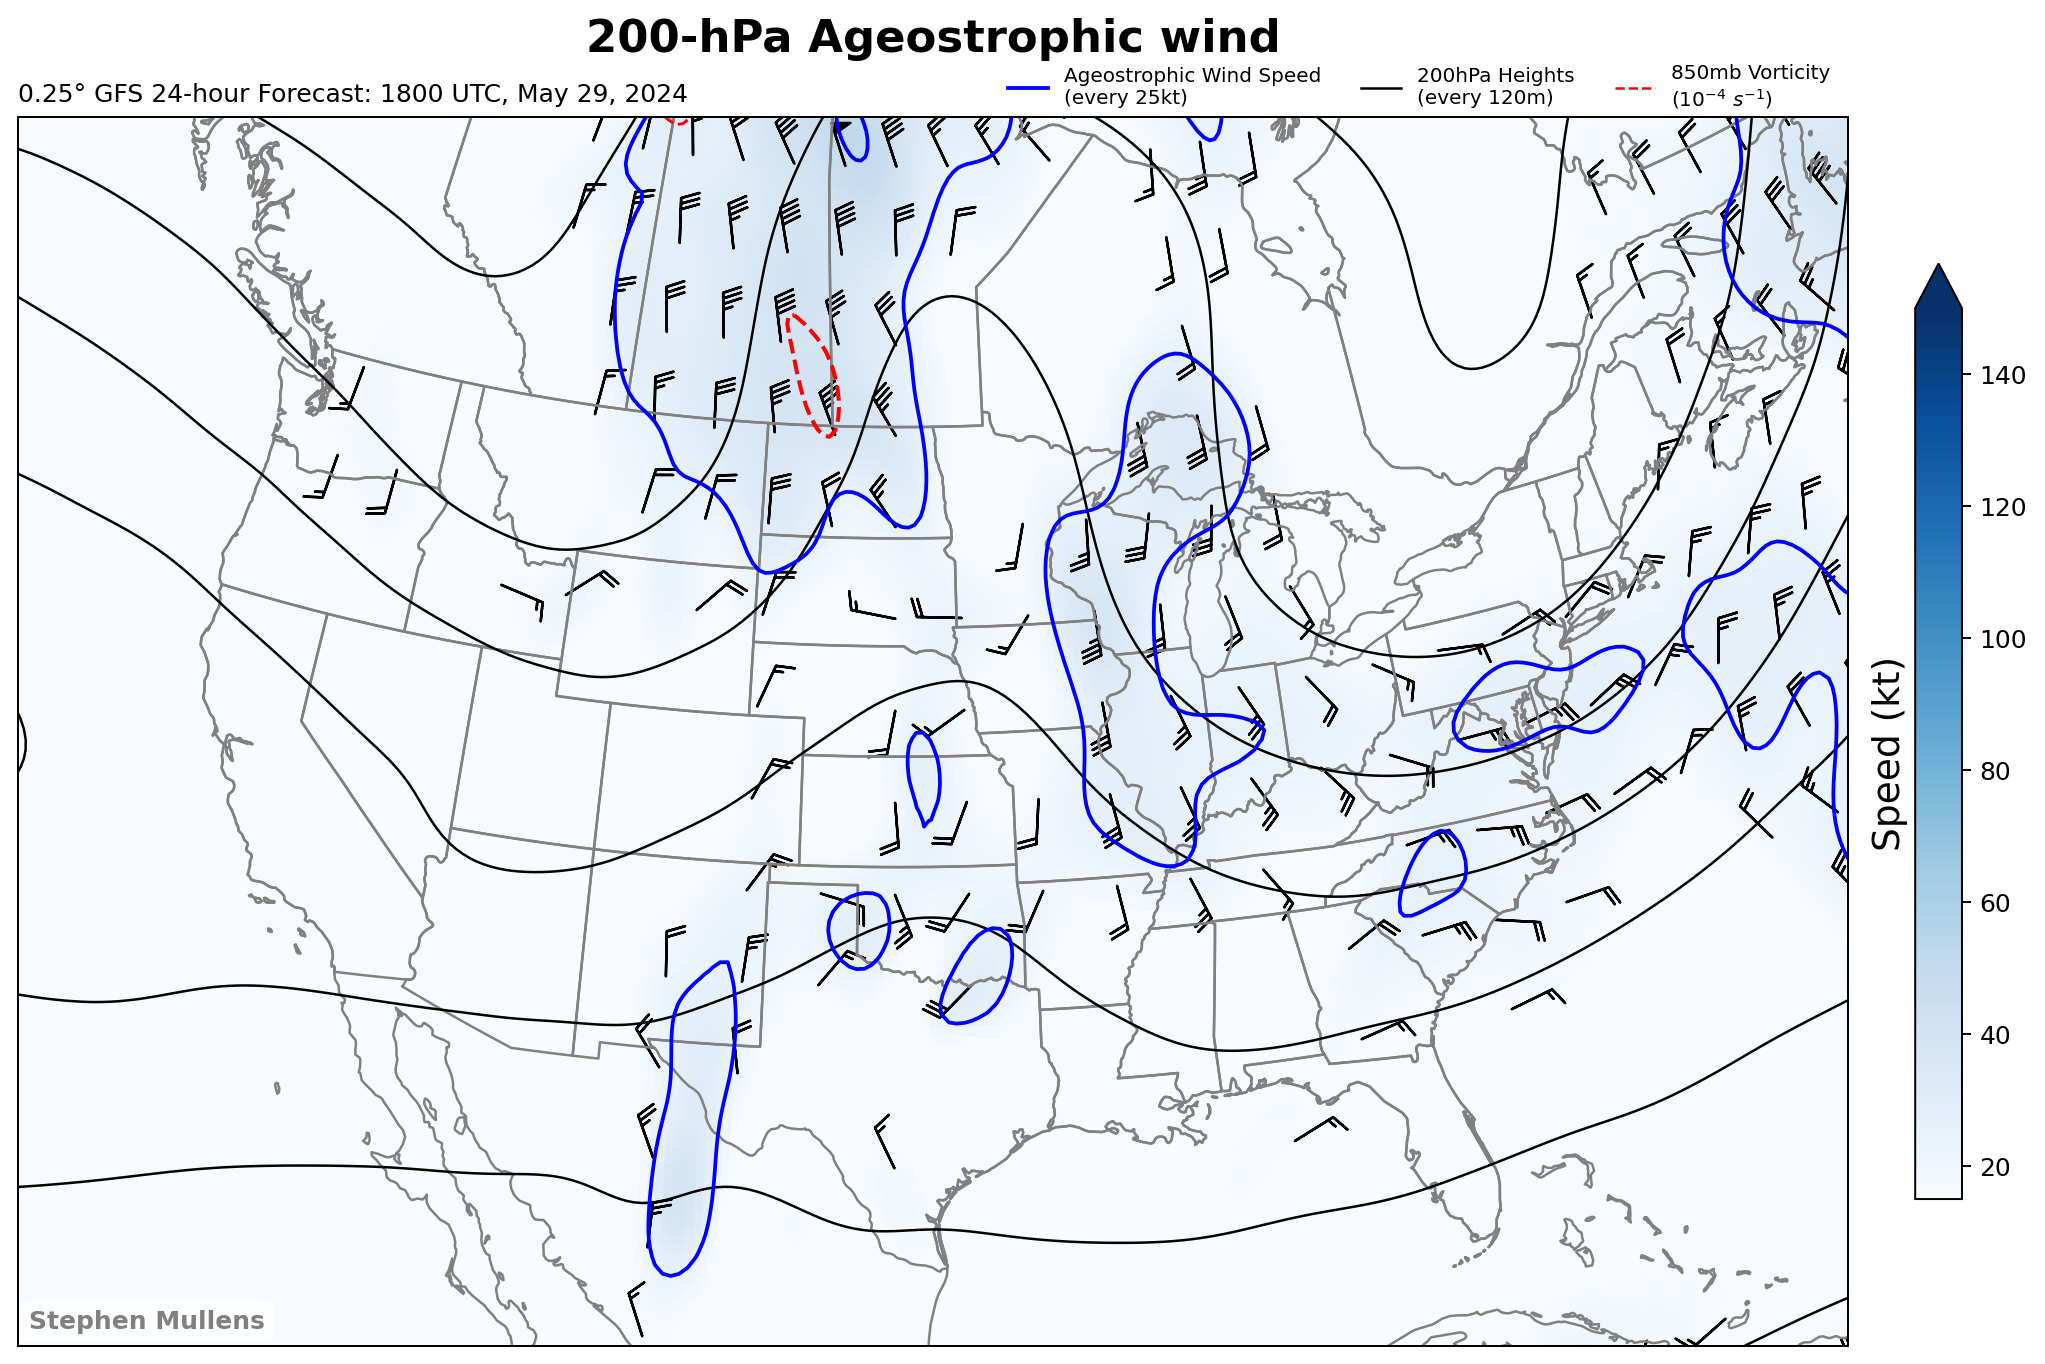 200-hPa Ageostrophic wind
0.25° GFS 24-hour Forecast: 1800 UTC, May 29, 2024
Ageostrophic Wind Speed
(every 25kt)
200hPa Heights
(every 120m)
850mb Vorticity
(10⁻⁴ s⁻¹)
140
120
100
80
60
40
20
Speed (kt)
Stephen Mullens